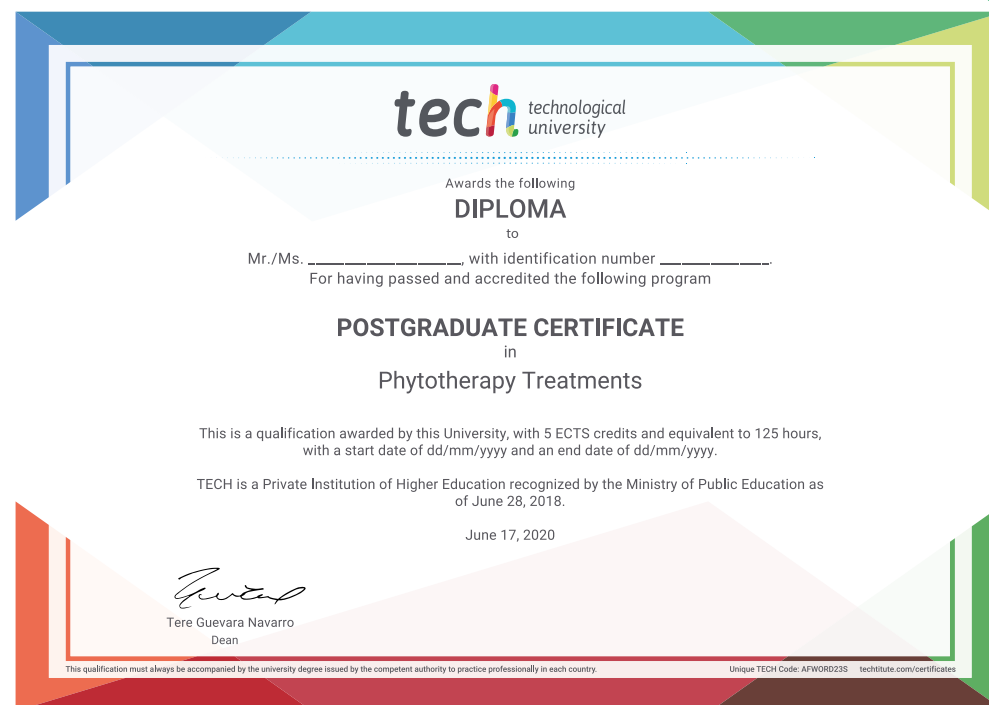 tech technological
university
Awards the following
DIPLOMA
to
Mr./Ms. ____________________, with identification number ______________.
For having passed and accredited the following program
POSTGRADUATE CERTIFICATE
in
Phytotherapy Treatments
This is a qualification awarded by this University, with 5 ECTS credits and equivalent to 125 hours,
with a start date of dd/mm/yyyy and an end date of dd/mm/yyyy.
TECH is a Private Institution of Higher Education recognized by the Ministry of Public Education as
of June 28, 2018.
June 17, 2020
Tere Guevara Navarro
Dean
This qualification must always be accompanied by the university degree issued by the competent authority to practice professionally in each country.
Unique TECH Code: AFWORD23S techtitute.com/certificates